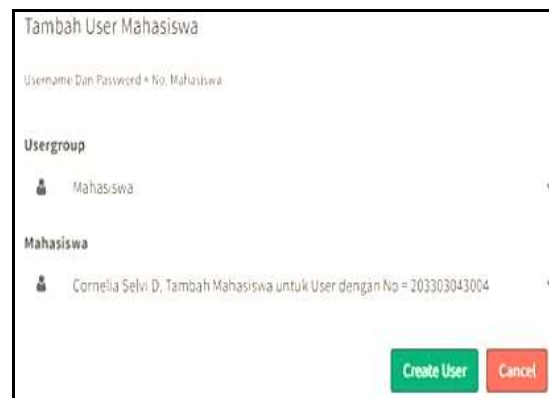 Tambah User Mahasiswa
Username Dan Password = No. Mahasiswa
Usergroup
Mahasiswa
Mahasiswa
Cornelia Selvi D, Tambah Mahasiswa untuk User dengan No = 203303043004
Create User Cancel